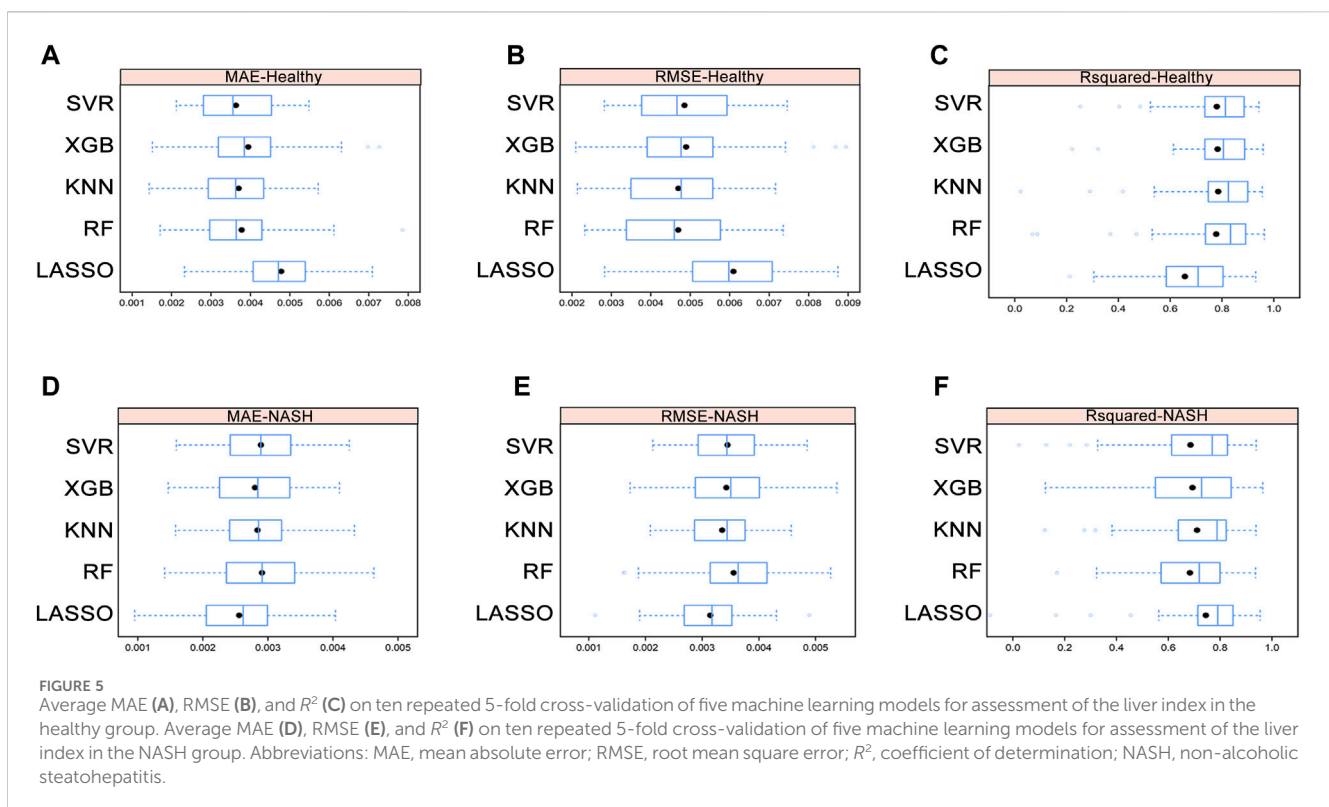 A
MAE-Healthy
SVR
XGB
KNN
RF
LASSO
0.001 0.002 0.003 0.004 0.005 0.006 0.007 0.008
B
RMSE-Healthy
SVR
XGB
KNN
RF
LASSO
0.002 0.003 0.004 0.005 0.006 0.007 0.008 0.009
C
Rsquared-Healthy
SVR
XGB
KNN
RF
LASSO
0.0 0.2 0.4 0.6 0.8 1.0
D
MAE-NASH
SVR
XGB
KNN
RF
LASSO
0.001 0.002 0.003 0.004 0.005
E
RMSE-NASH
SVR
XGB
KNN
RF
LASSO
0.001 0.002 0.003 0.004 0.005
F
Rsquared-NASH
SVR
XGB
KNN
RF
LASSO
0.0 0.2 0.4 0.6 0.8 1.0
FIGURE 5
Average MAE (A), RMSE (B), and R² (C) on ten repeated 5-fold cross-validation of five machine learning models for assessment of the liver index in the
healthy group. Average MAE (D), RMSE (E), and R² (F) on ten repeated 5-fold cross-validation of five machine learning models for assessment of the liver
index in the NASH group. Abbreviations: MAE, mean absolute error; RMSE, root mean square error; R², coefficient of determination; NASH, non-alcoholic
steatohepatitis.